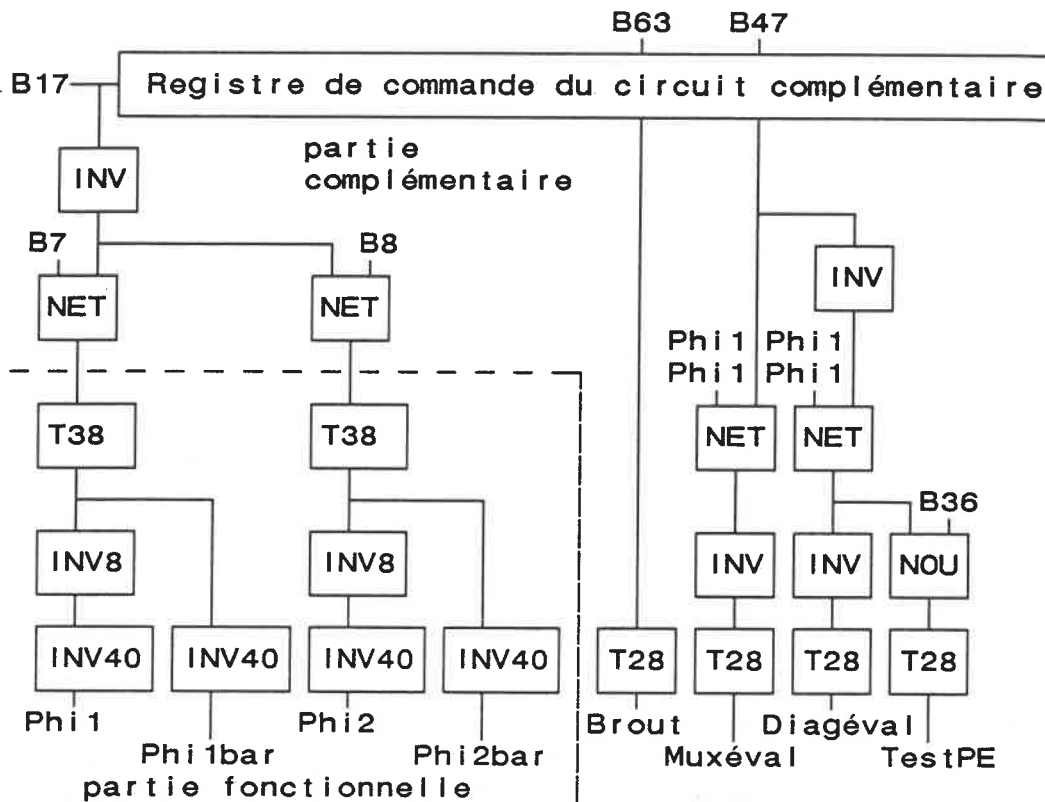 B63 B47
B17 Registre de commande du circuit complémentaire
partie
complémentaire
INV
B7 B8
INV
NET NET
Phi1 Phi1
Phi1 Phi1
T38 T38
NET NET
B36
INV8 INV8 INV INV NOU
INV40 INV40 INV40 INV40 T28 T28 T28 T28
Phi1 Phi2 Brout Diagéval
Phi1bar Phi2bar Muxéval TestPE
partie fonctionnelle